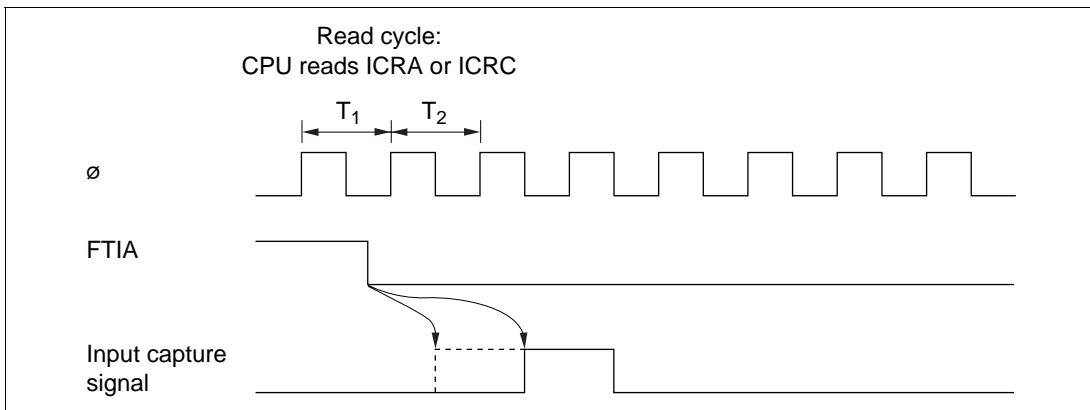 Read cycle:
CPU reads ICRA or ICRC
T1 T2
ø
FTIA
Input capture
signal